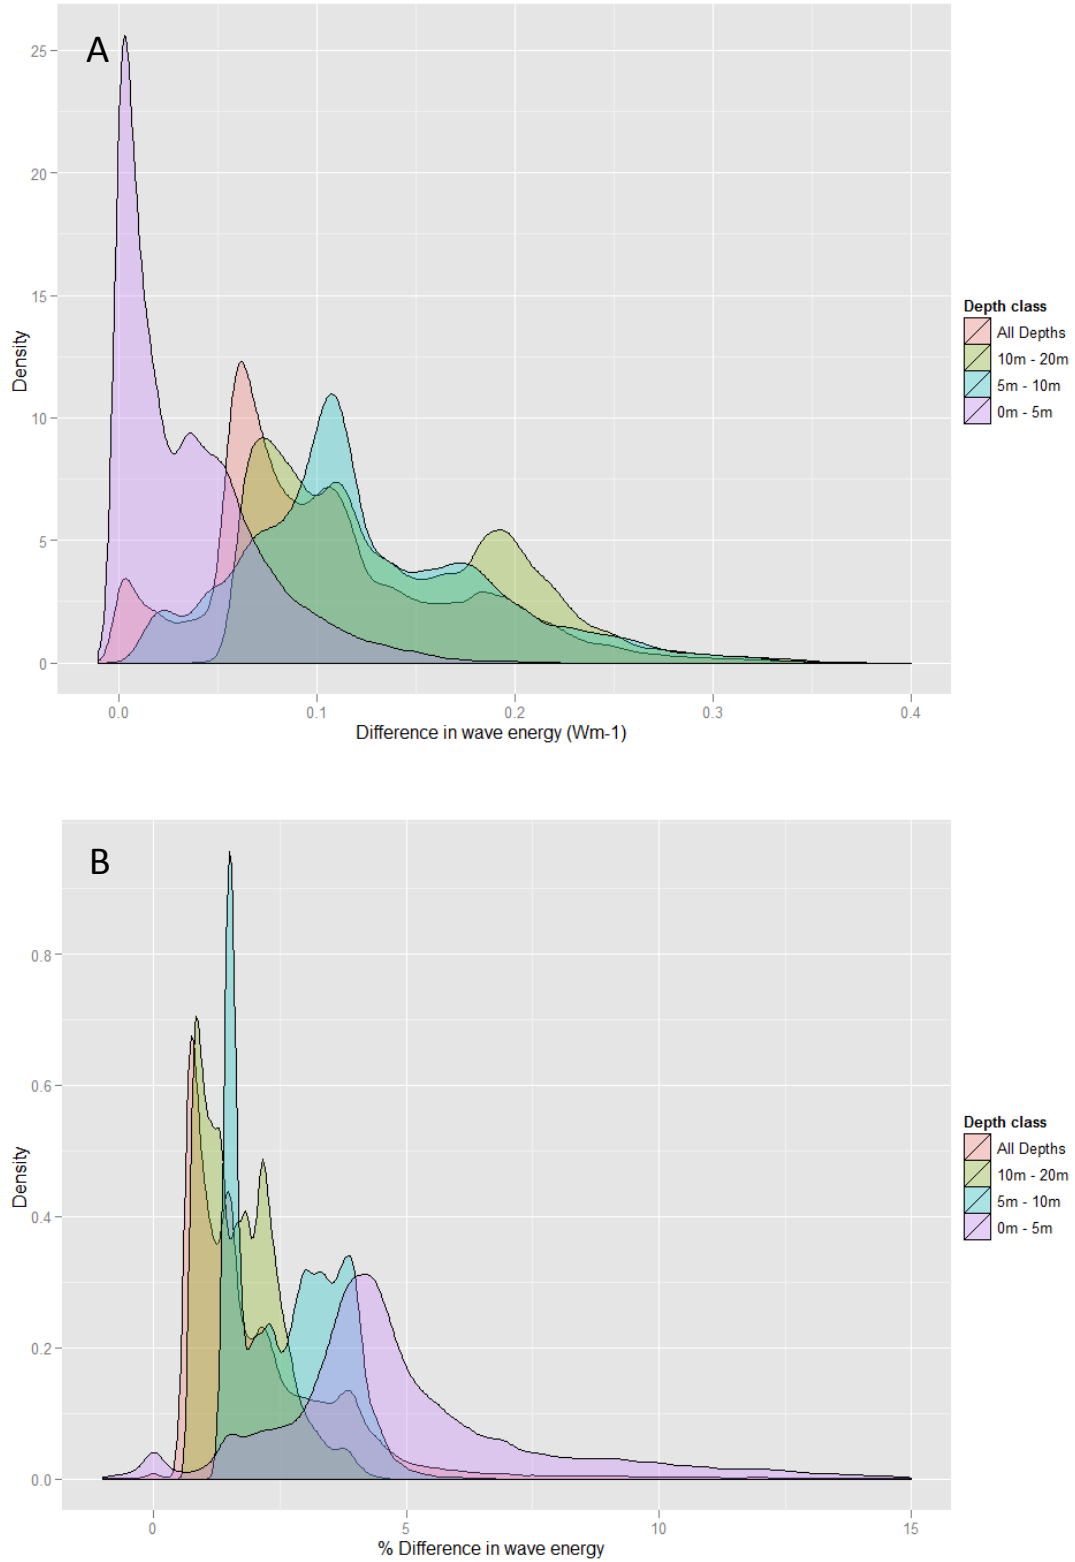 A
25
20
15
10
5
0
Density
0.0 0.1 0.2 0.3 0.4
Difference in wave energy (Wm-1)
Depth class
All Depths
10m - 20m
5m - 10m
0m - 5m
B
0.8
0.6
0.4
0.2
0.0
Density
0 5 10 15
% Difference in wave energy
Depth class
All Depths
10m - 20m
5m - 10m
0m - 5m